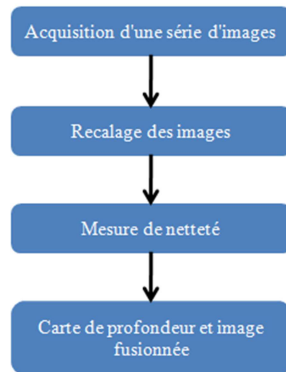 Acquisition d'une série d'images
Recalage des images
Mesure de netteté
Carte de profondeur et image
fusionnée